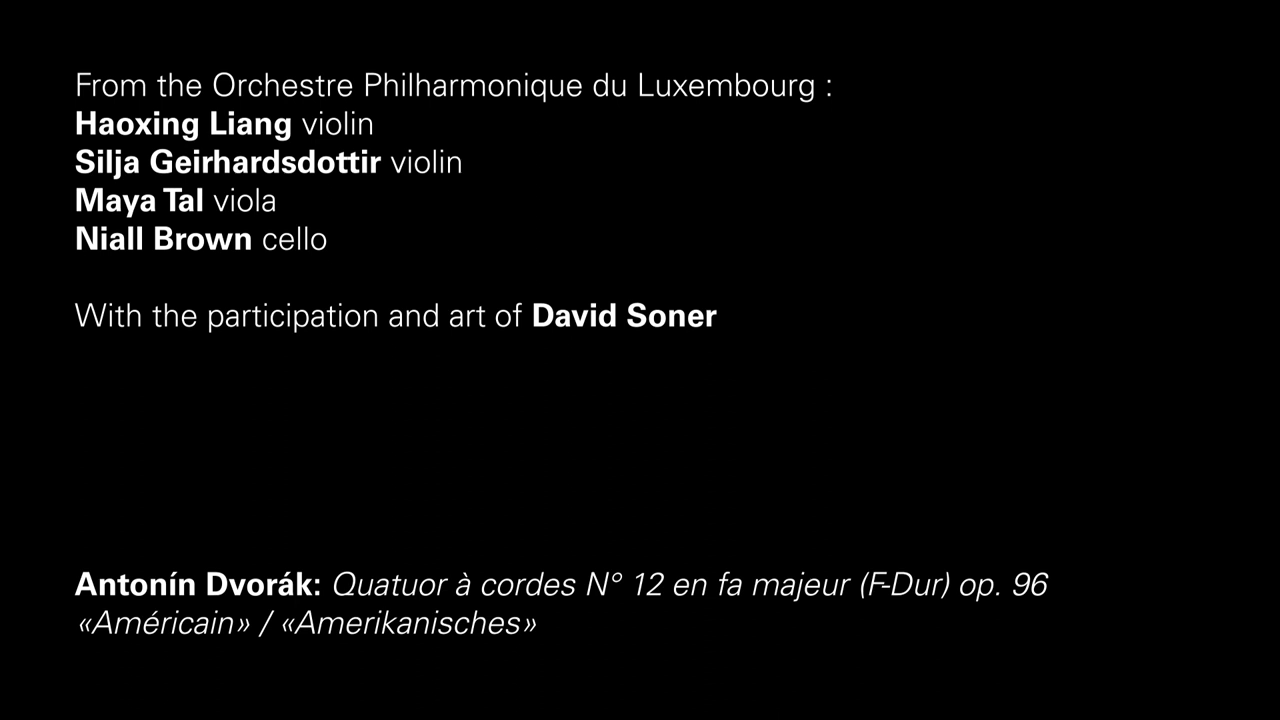 From the Orchestre Philharmonique du Luxembourg :
Haoxing Liang violin
Silja Geirhardsdottir violin
Maya Tal viola
Niall Brown cello
With the participation and art of David Soner
Antonín Dvorák: Quatuor à cordes N° 12 en fa majeur (F-Dur) op. 96
«Américain» / «Amerikanisches»